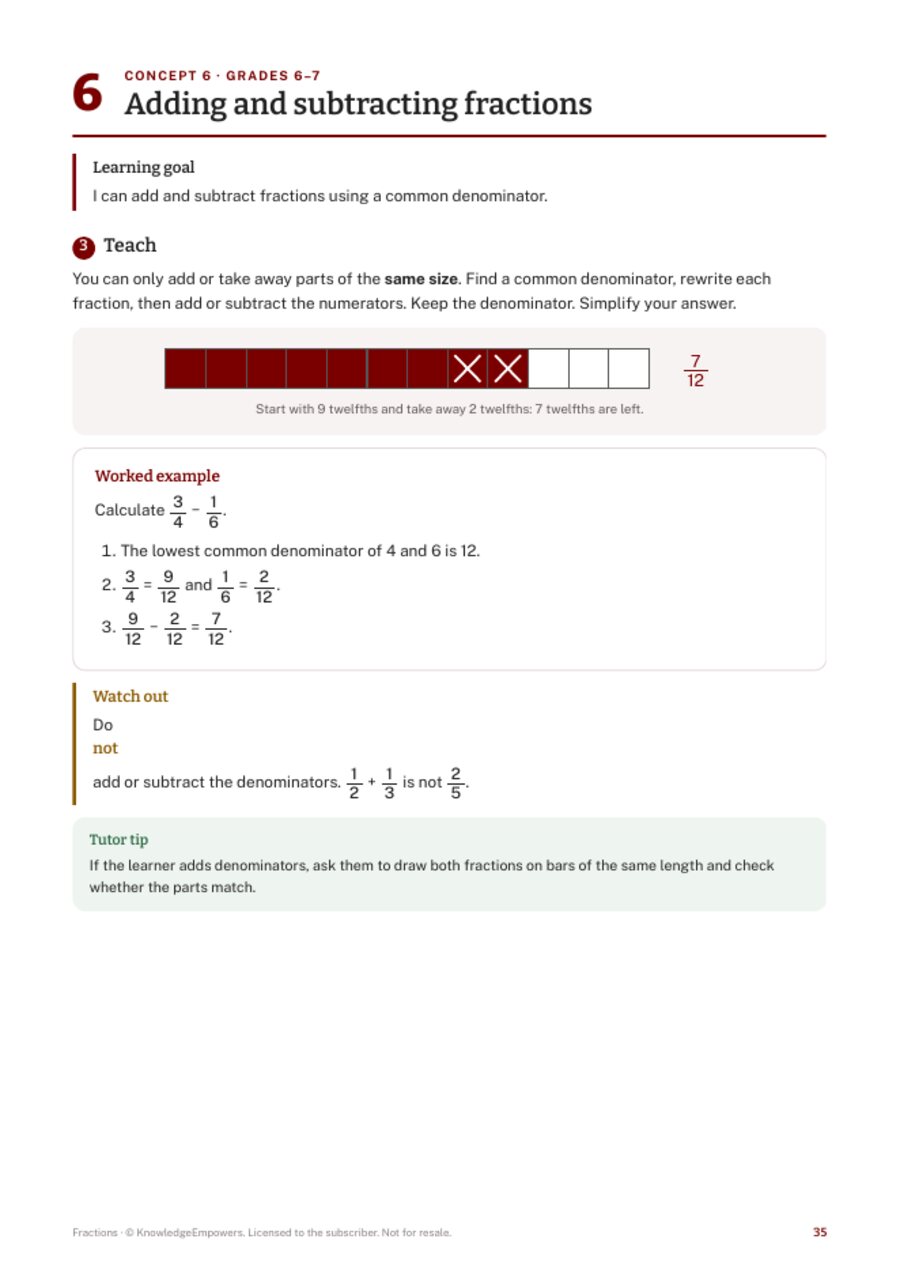 6
CONCEPT 6 · GRADES 6–7
Adding and subtracting fractions
Learning goal
I can add and subtract fractions using a common denominator.
3 Teach
You can only add or take away parts of the same size. Find a common denominator, rewrite each
fraction, then add or subtract the numerators. Keep the denominator. Simplify your answer.
7/12
Start with 9 twelfths and take away 2 twelfths: 7 twelfths are left.
Worked example
Calculate 3/4 − 1/6.
1. The lowest common denominator of 4 and 6 is 12.
2. 3/4 = 9/12 and 1/6 = 2/12.
3. 9/12 − 2/12 = 7/12.
Watch out
Do
not
add or subtract the denominators. 1/2 + 1/3 is not 2/5.
Tutor tip
If the learner adds denominators, ask them to draw both fractions on bars of the same length and check
whether the parts match.
Fractions · © KnowledgeEmpowers. Licensed to the subscriber. Not for resale.
35